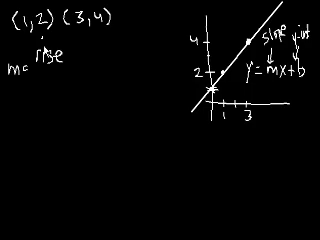 (1,2) (3,4)
rise
m=
4
2
1 3
slope y-int
y=mx+b